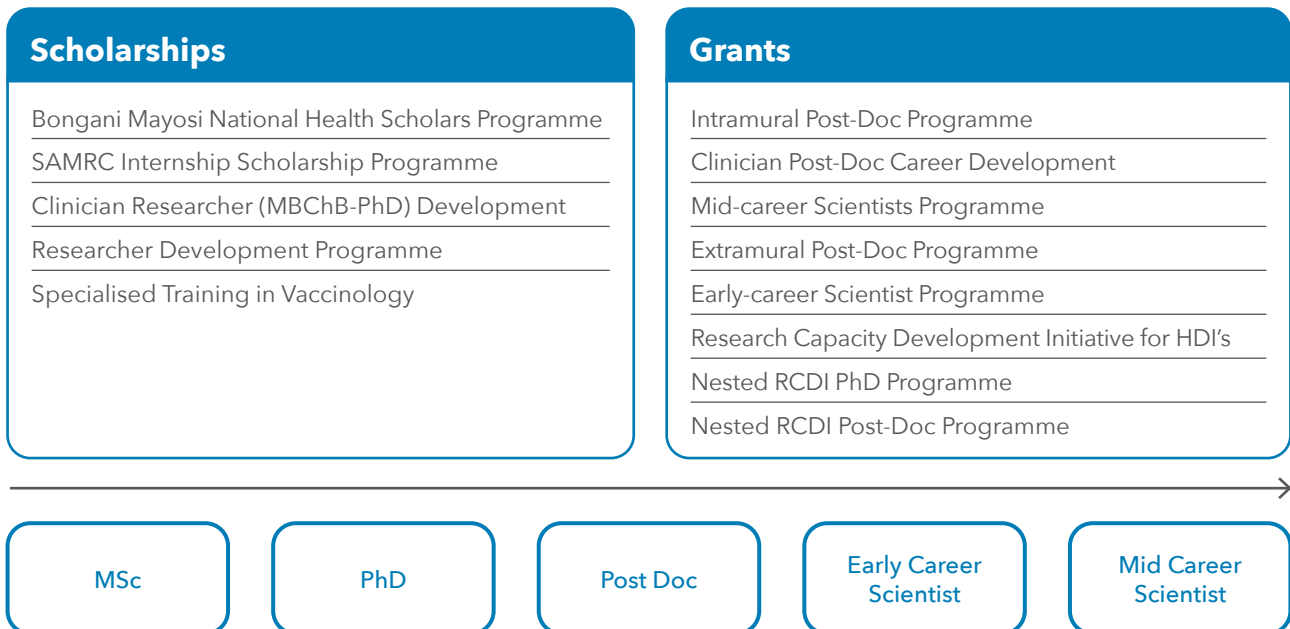 Scholarships
Bongani Mayosi National Health Scholars Programme
SAMRC Internship Scholarship Programme
Clinician Researcher (MBChB-PhD) Development
Researcher Development Programme
Specialised Training in Vaccinology
Grants
Intramural Post-Doc Programme
Clinician Post-Doc Career Development
Mid-career Scientists Programme
Extramural Post-Doc Programme
Early-career Scientist Programme
Research Capacity Development Initiative for HDI's
Nested RCDI PhD Programme
Nested RCDI Post-Doc Programme
MSc
PhD
Post Doc
Early Career
Scientist
Mid Career
Scientist